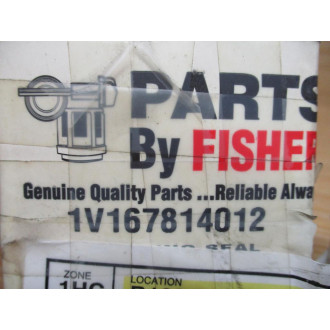 PARTS
By FISHER
Genuine Quality Parts ...Reliable Alwa
1V167814012
SEAL
ZONE
LOCATION
1HC